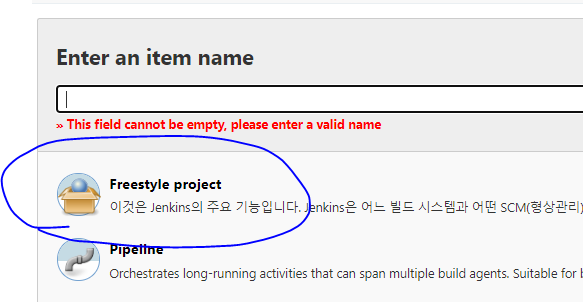 Enter an item name
» This field cannot be empty, please enter a valid name
Freestyle project
이것은 Jenkins의 주요 기능입니다. Jenkins은 어느 빌드 시스템과 어떤 SCM(형상관리)
Pipeline
Orchestrates long-running activities that can span multiple build agents. Suitable for b